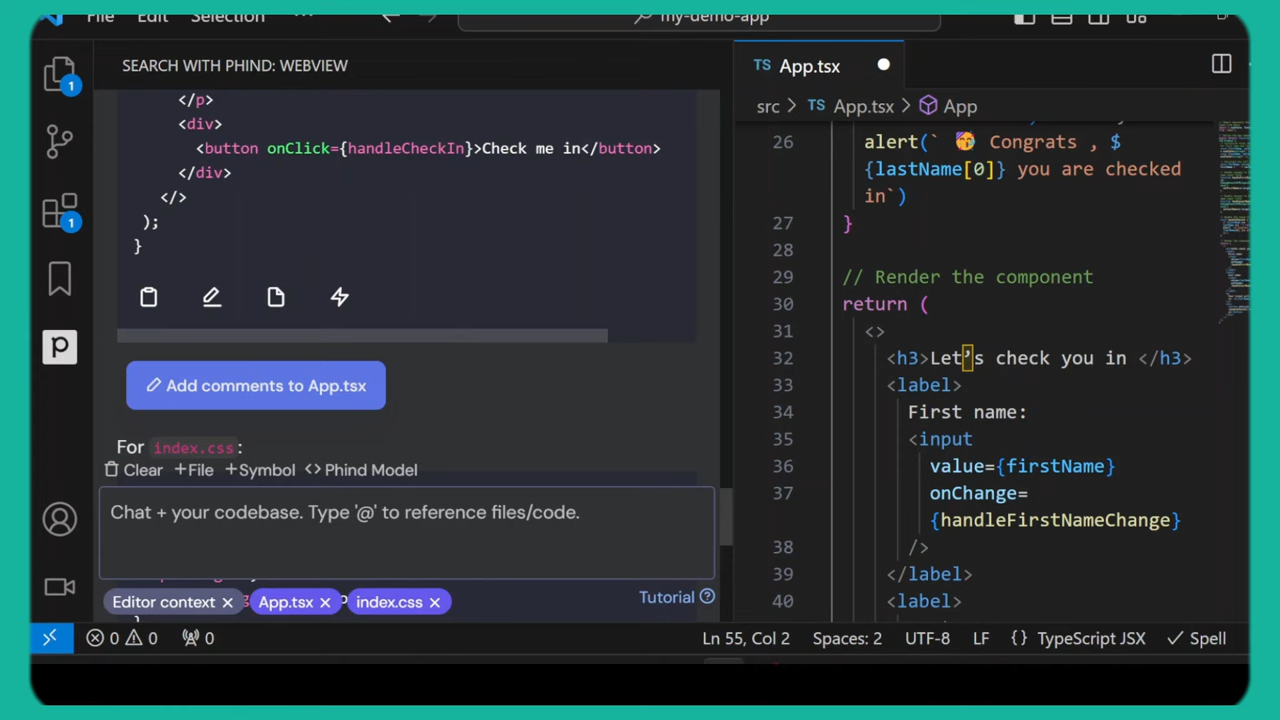 File Edit Selection my-demo-app
SEARCH WITH PHIND: WEBVIEW
</p>
<div>
<button onClick={handleCheckIn}>Check me in</button>
</div>
</>
);
}
Add comments to App.tsx
For index.css:
Clear +File +Symbol <> Phind Model
Chat + your codebase. Type '@' to reference files/code.
Editor context × App.tsx × index.css ×
Tutorial ?
1
1
p
TS App.tsx
src > TS App.tsx > App
26 alert(` 🥳 Congrats , $
{lastName[0]} you are checked
in`)
27 }
28
29 // Render the component
30 return (
31 <>
32 <h3>Let’s check you in </h3>
33 <label>
34 First name:
35 <input
36 value={firstName}
37 onChange=
{handleFirstNameChange}
38 />
39 </label>
40 <label>
0 0 0 Ln 55, Col 2 Spaces: 2 UTF-8 LF {} TypeScript JSX ✓ Spell